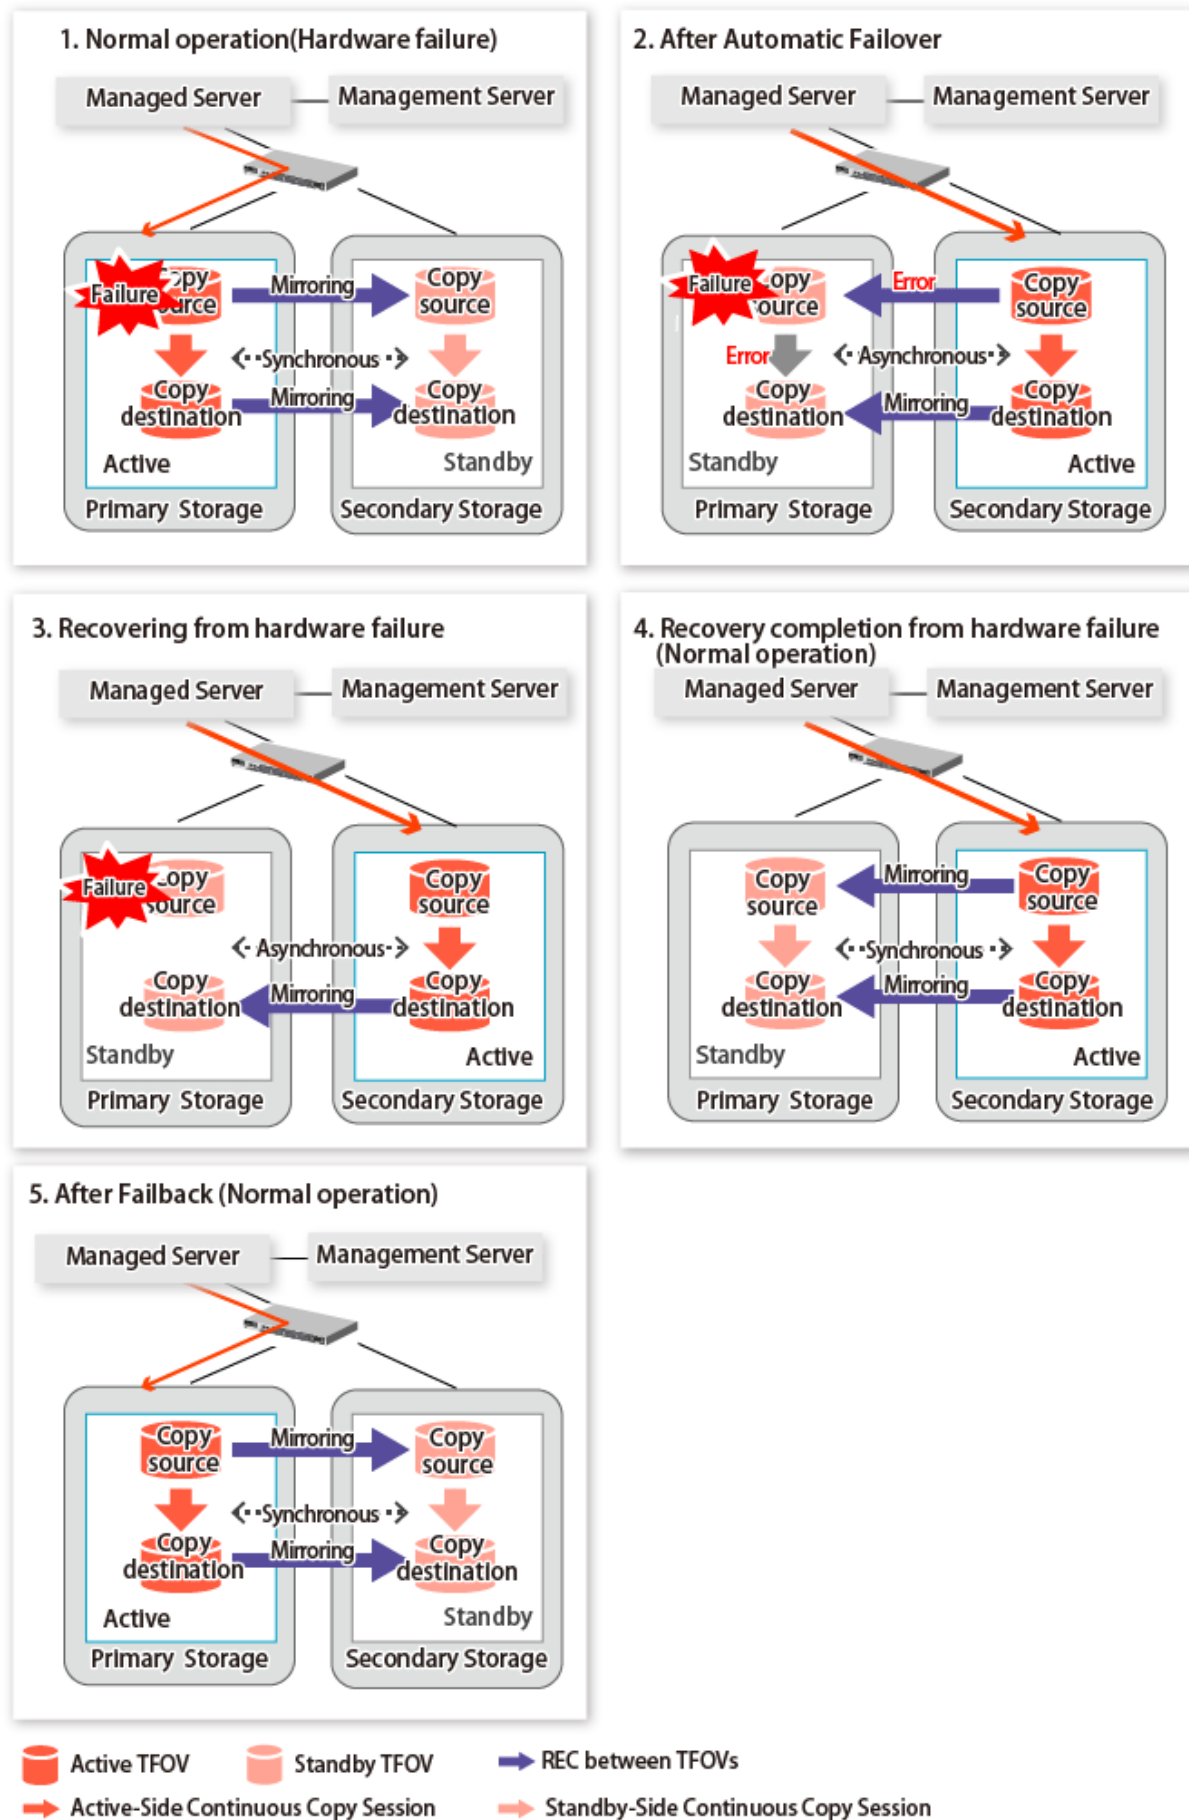 1. Normal operation(Hardware failure)
Managed Server
Management Server
Failure
Copy
source
Mirroring
Copy
source
Synchronous
Copy
destination
Mirroring
Copy
destination
Active
Standby
Primary Storage
Secondary Storage
2. After Automatic Failover
Managed Server
Management Server
Failure
Copy
source
Error
Copy
source
Error
Asynchronous
Copy
destination
Mirroring
Copy
destination
Standby
Active
Primary Storage
Secondary Storage
3. Recovering from hardware failure
Managed Server
Management Server
Failure
Copy
source
Copy
source
Asynchronous
Copy
destination
Mirroring
Copy
destination
Standby
Active
Primary Storage
Secondary Storage
4. Recovery completion from hardware failure
(Normal operation)
Managed Server
Management Server
Copy
source
Mirroring
Copy
source
Synchronous
Copy
destination
Mirroring
Copy
destination
Standby
Active
Primary Storage
Secondary Storage
5. After Failback (Normal operation)
Managed Server
Management Server
Copy
source
Mirroring
Copy
source
Synchronous
Copy
destination
Mirroring
Copy
destination
Active
Standby
Primary Storage
Secondary Storage
Active TFOV
Standby TFOV
REC between TFOVs
Active-Side Continuous Copy Session
Standby-Side Continuous Copy Session